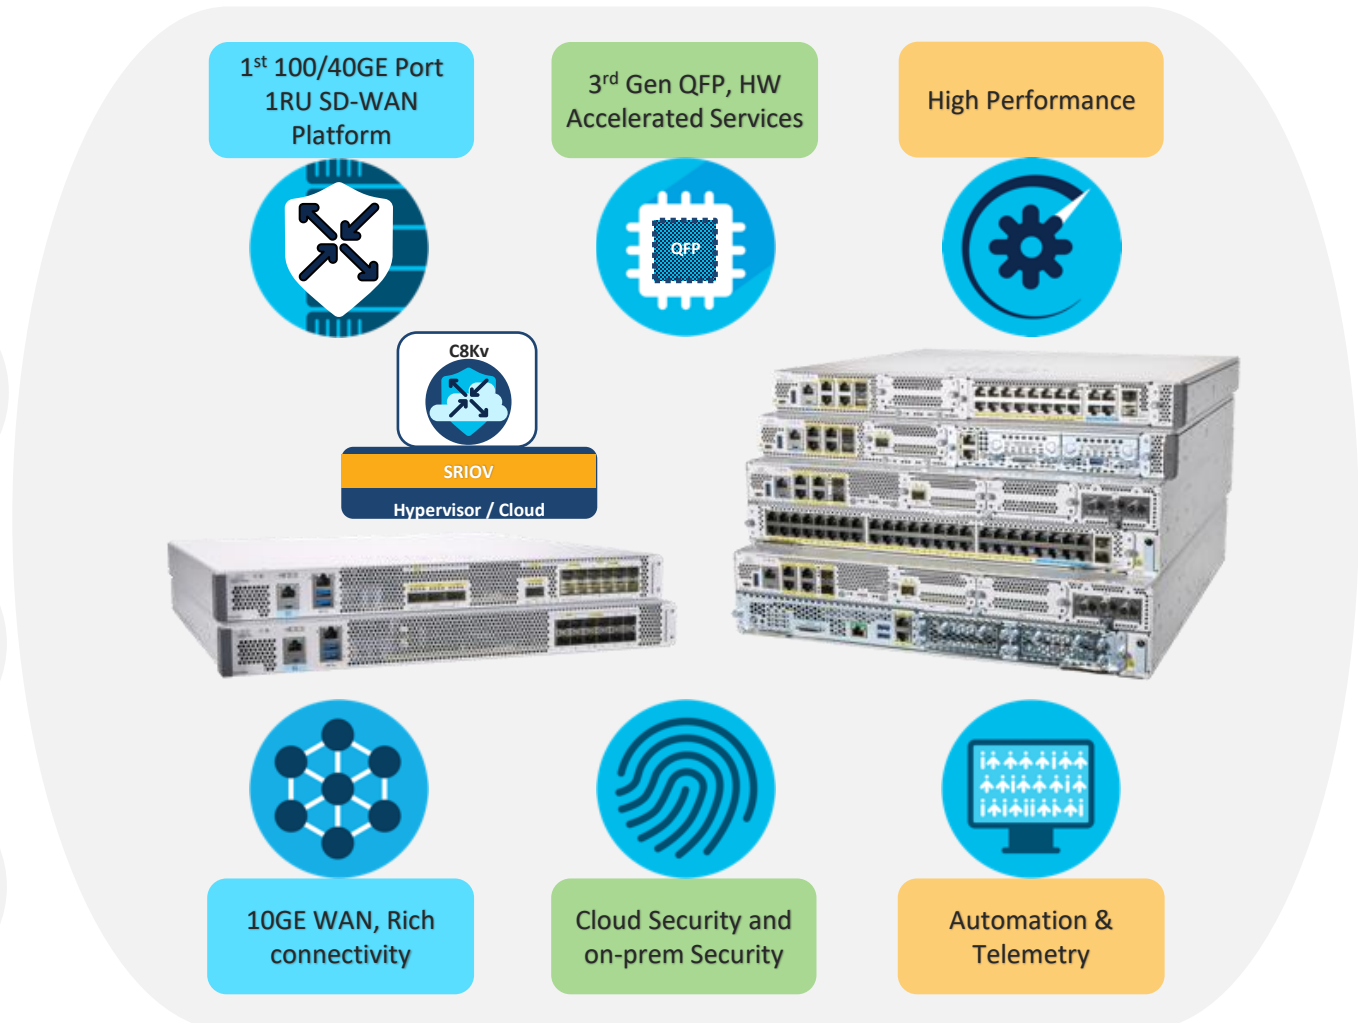 1st 100/40GE Port
1RU SD-WAN
Platform
3rd Gen QFP, HW
Accelerated Services
High Performance
QFP
C8Kv
SRIOV
Hypervisor / Cloud
10GE WAN, Rich
connectivity
Cloud Security and
on-prem Security
Automation &
Telemetry